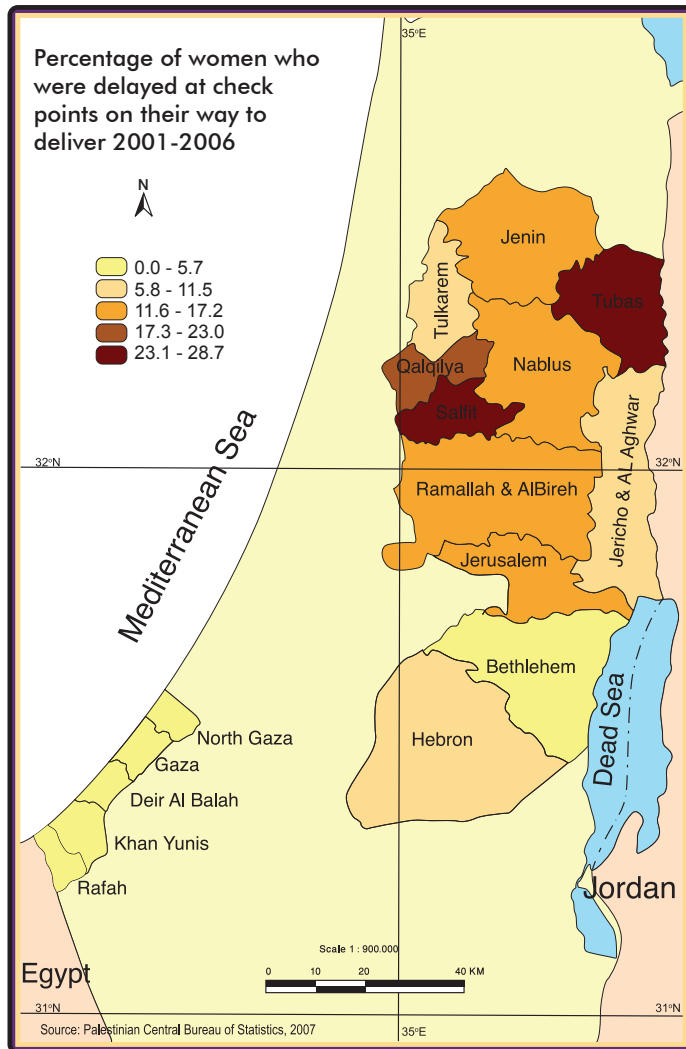 Percentage of women who
were delayed at check
points on their way to
deliver 2001-2006
35°E
N
0.0 - 5.7
5.8 - 11.5
11.6 - 17.2
17.3 - 23.0
23.1 - 28.7
Jenin
Tubas
Tulkarem
Qalqilya
Nablus
Salfit
Mediterranean Sea
32°N
32°N
Ramallah & AlBireh
Jericho & AL Aghwar
Jerusalem
Bethlehem
Hebron
Dead Sea
North Gaza
Gaza
Deir Al Balah
Khan Yunis
Rafah
Jordan
Egypt
Scale 1 : 900.000
0 10 20 40 KM
31°N
31°N
Source: Palestinian Central Bureau of Statistics, 2007
35°E